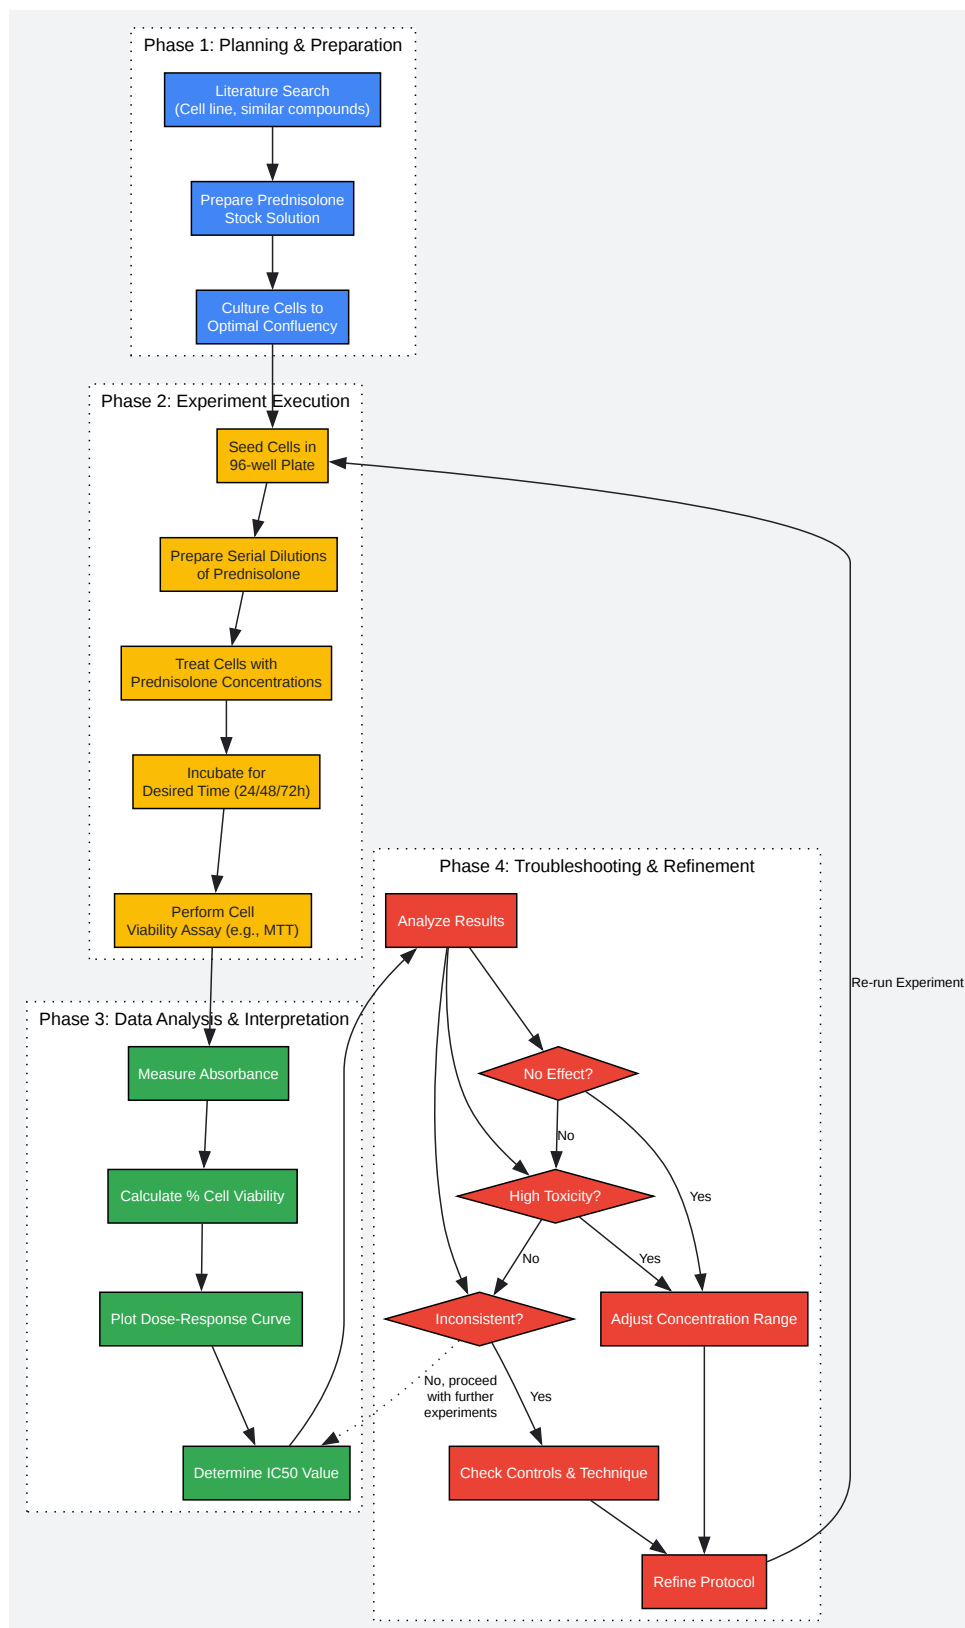 Phase 1: Planning & Preparation
Literature Search
(Cell line, similar compounds)
Prepare Prednisolone
Stock Solution
Culture Cells to
Optimal Confluency
Phase 2: Experiment Execution
Seed Cells in
96-well Plate
Prepare Serial Dilutions
of Prednisolone
Treat Cells with
Prednisolone Concentrations
Incubate for
Desired Time (24/48/72h)
Perform Cell
Viability Assay (e.g., MTT)
Phase 3: Data Analysis & Interpretation
Measure Absorbance
Calculate % Cell Viability
Plot Dose-Response Curve
Determine IC50 Value
Phase 4: Troubleshooting & Refinement
Analyze Results
No Effect?
No
Yes
High Toxicity?
No
Yes
Inconsistent?
Adjust Concentration Range
No, proceed
with further
experiments
Yes
Check Controls & Technique
Refine Protocol
Re-run Experiment